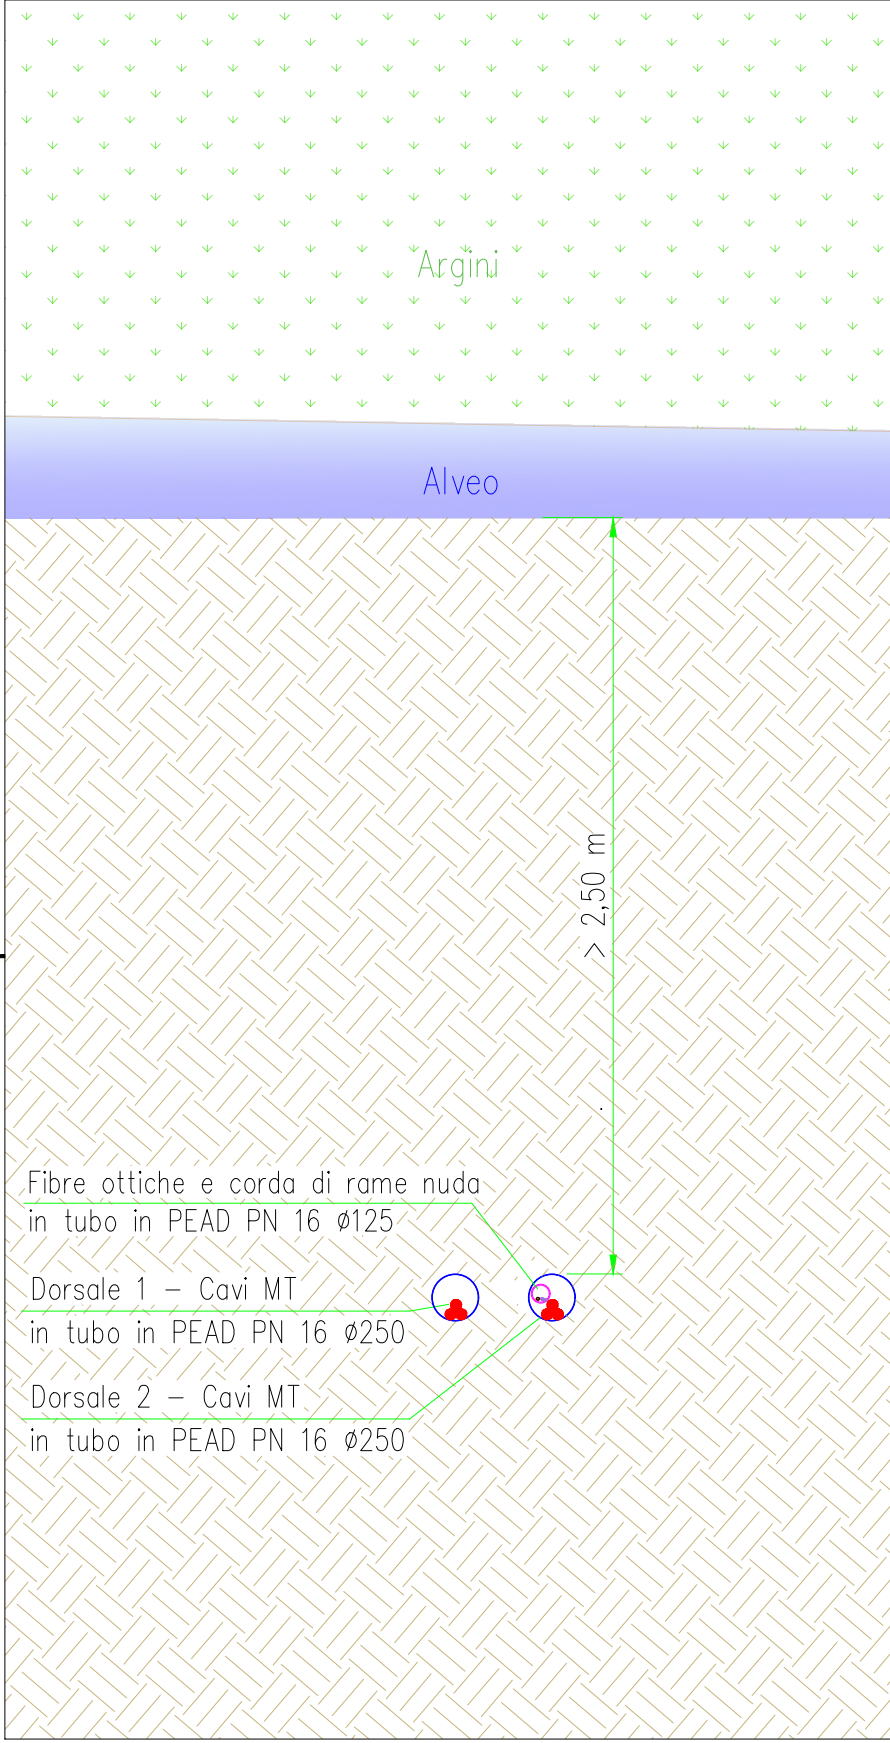 Argini
Alveo
> 2,50 m
Fibre ottiche e corda di rame nuda
in tubo in PEAD PN 16 ø125
Dorsale 1 - Cavi MT
in tubo in PEAD PN 16 ø250
Dorsale 2 - Cavi MT
in tubo in PEAD PN 16 ø250